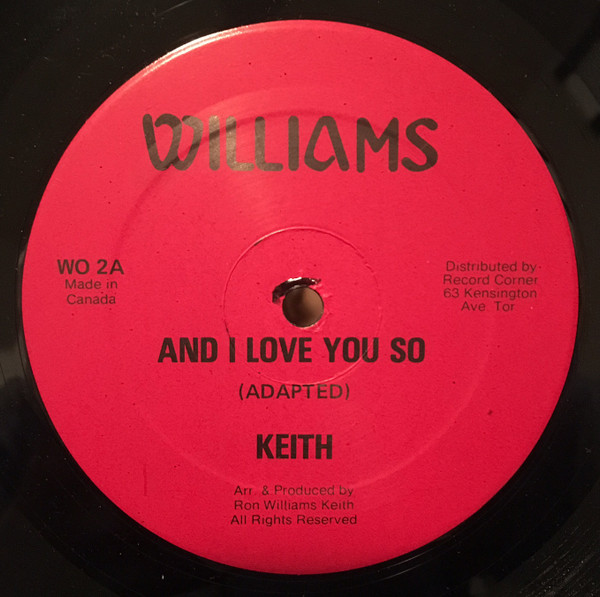 WILLIAMS
WO 2A
Made in
Canada
Distributed by
Record Corner
63 Kensington
Ave. Tor
AND I LOVE YOU SO
(ADAPTED)
KEITH
Arr. & Produced by
Ron Williams Keith
All Rights Reserved